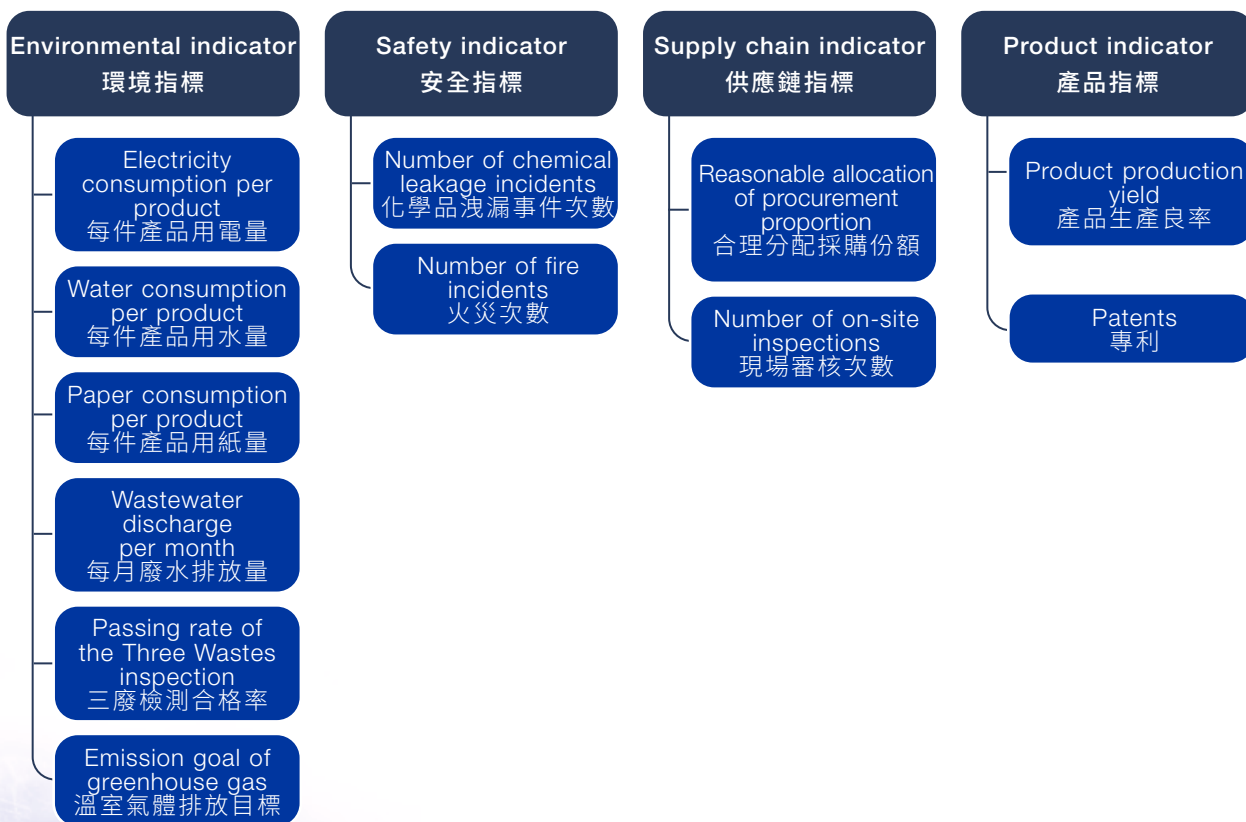 Environmental indicator
環境指標
Electricity
consumption per
product
每件產品用電量
Water consumption
per product
每件產品用水量
Paper consumption
per product
每件產品用紙量
Wastewater
discharge
per month
每月廢水排放量
Passing rate of
the Three Wastes
inspection
三廢檢測合格率
Emission goal of
greenhouse gas
溫室氣體排放目標
Safety indicator
安全指標
Number of chemical
leakage incidents
化學品洩漏事件次數
Number of fire
incidents
火災次數
Supply chain indicator
供應鏈指標
Reasonable allocation
of procurement
proportion
合理分配採購份額
Number of on-site
inspections
現場審核次數
Product indicator
產品指標
Product production
yield
產品生產良率
Patents
專利